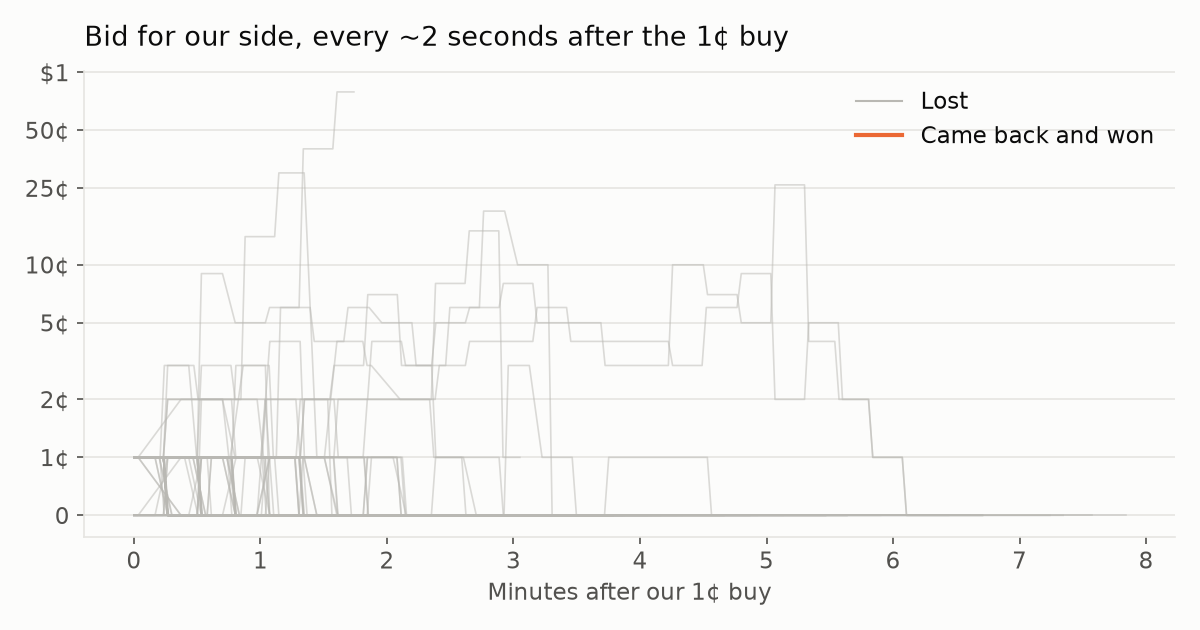 Bid for our side, every ~2 seconds after the 1¢ buy
$1
50¢
25¢
10¢
5¢
2¢
1¢
0
Lost
Came back and won
0 1 2 3 4 5 6 7 8
Minutes after our 1¢ buy